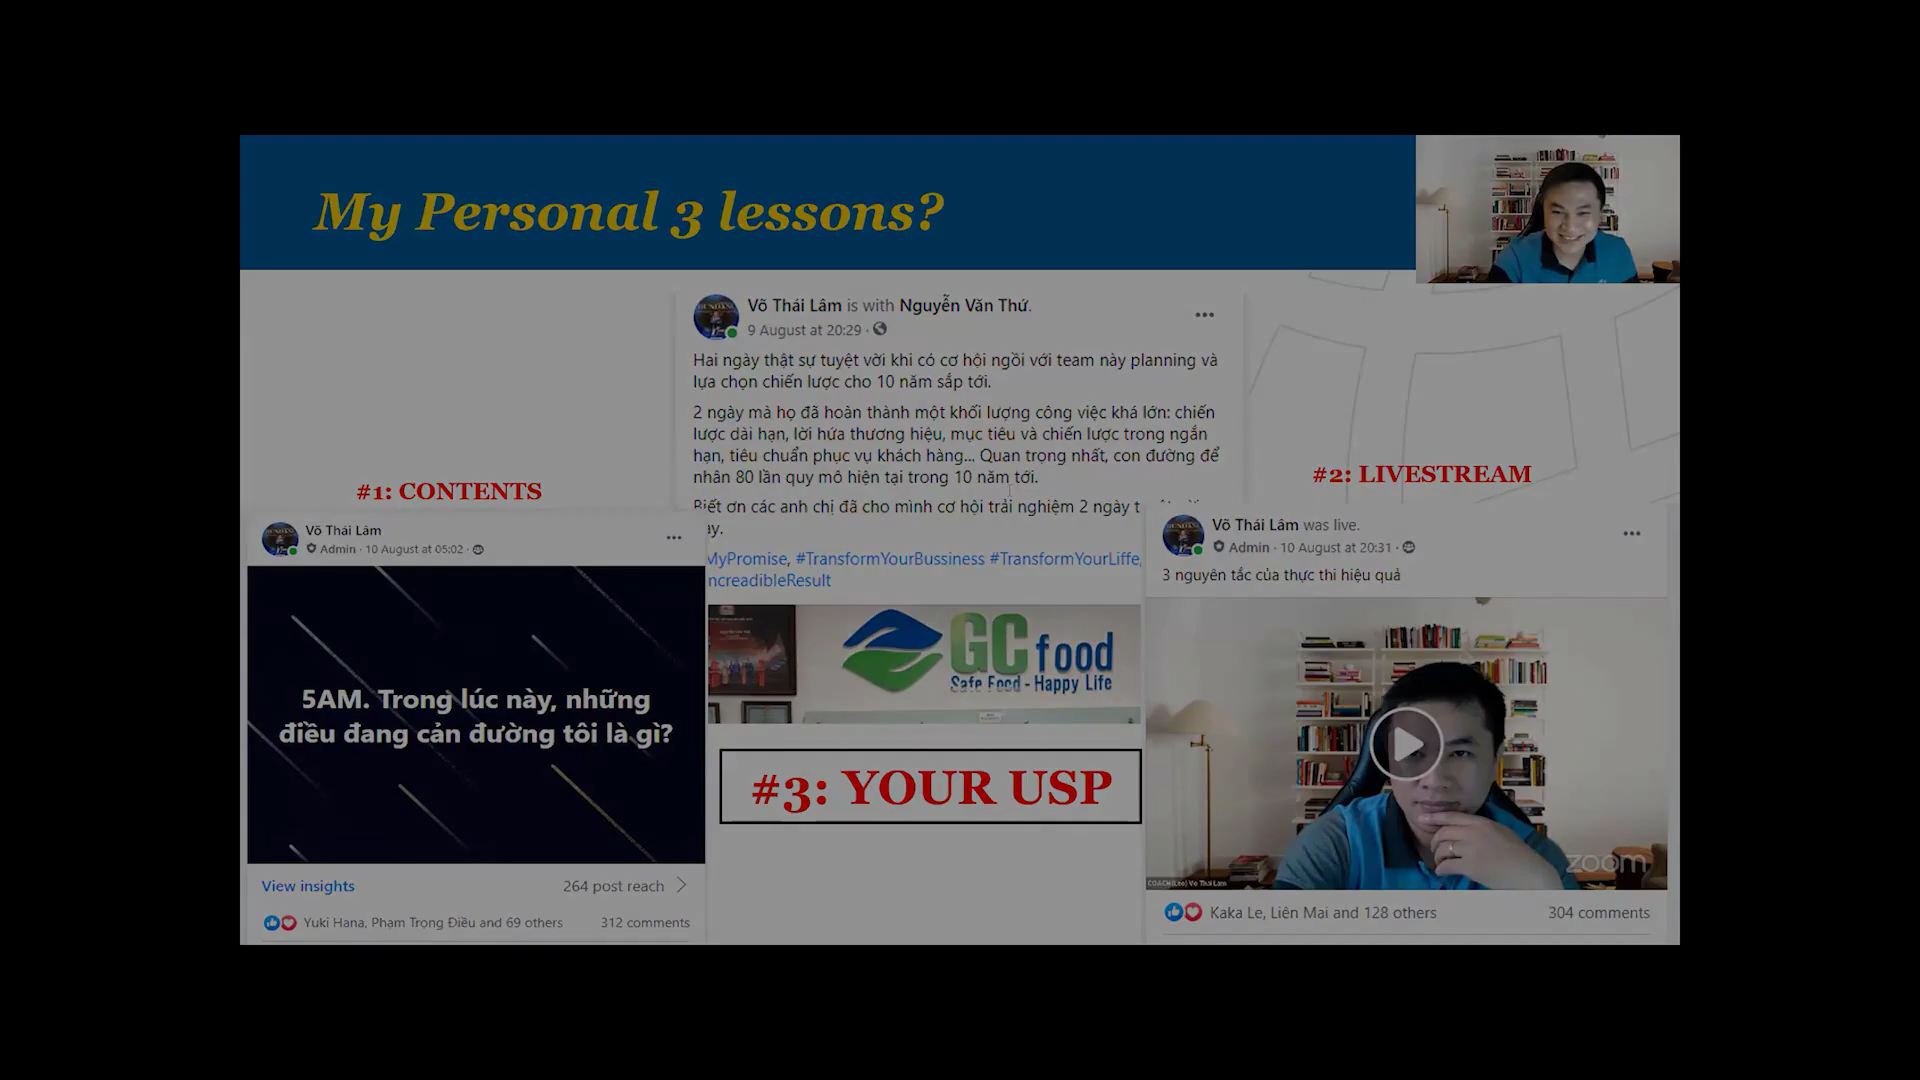 My Personal 3 lessons?
Võ Thái Lâm is with Nguyễn Văn Thứ.
9 August at 20:29 ·
Hai ngày thật sự tuyệt vời khi có cơ hội ngồi với team này planning và
lựa chọn chiến lược cho 10 năm sắp tới.
2 ngày mà họ đã hoàn thành một khối lượng công việc khá lớn: chiến
lược dài hạn, lời hứa thương hiệu, mục tiêu và chiến lược trong ngắn
hạn, tiêu chuẩn phục vụ khách hàng... Quan trọng nhất, con đường để
nhân 80 lần quy mô hiện tại trong 10 năm tới.
Biết ơn các anh chị đã cho mình cơ hội trải nghiệm 2 ngày
MyPromise, #TransformYourBussiness #TransformYourLiffe,
ncreadibleResult
GC food
Safe Food - Happy Life
#3: YOUR USP
#1: CONTENTS
Võ Thái Lâm
Admin · 10 August at 05:02 ·
5AM. Trong lúc này, những
điều đang cản đường tôi là gì?
View insights
264 post reach
Yuki Hana, Phạm Trọng Điều and 69 others
312 comments
#2: LIVESTREAM
Võ Thái Lâm was live.
Admin · 10 August at 20:31 ·
3 nguyên tắc của thực thi hiệu quả
zoom
COACH(Leo) Vo Thai Lam
Kaka Le, Liên Mai and 128 others
304 comments